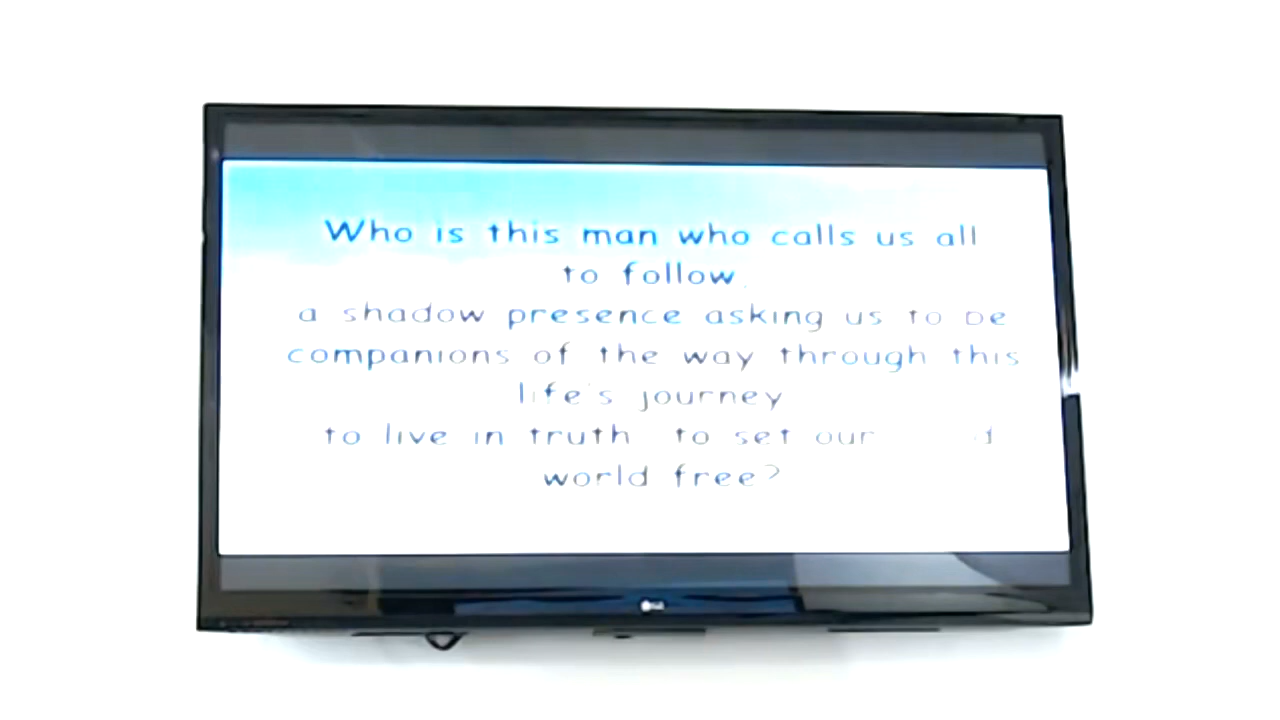 Who is this man who calls us all
to follow
a shadow presence asking us to be
companions of the way through this
life's journey
to live in truth to set our
world free?
LG